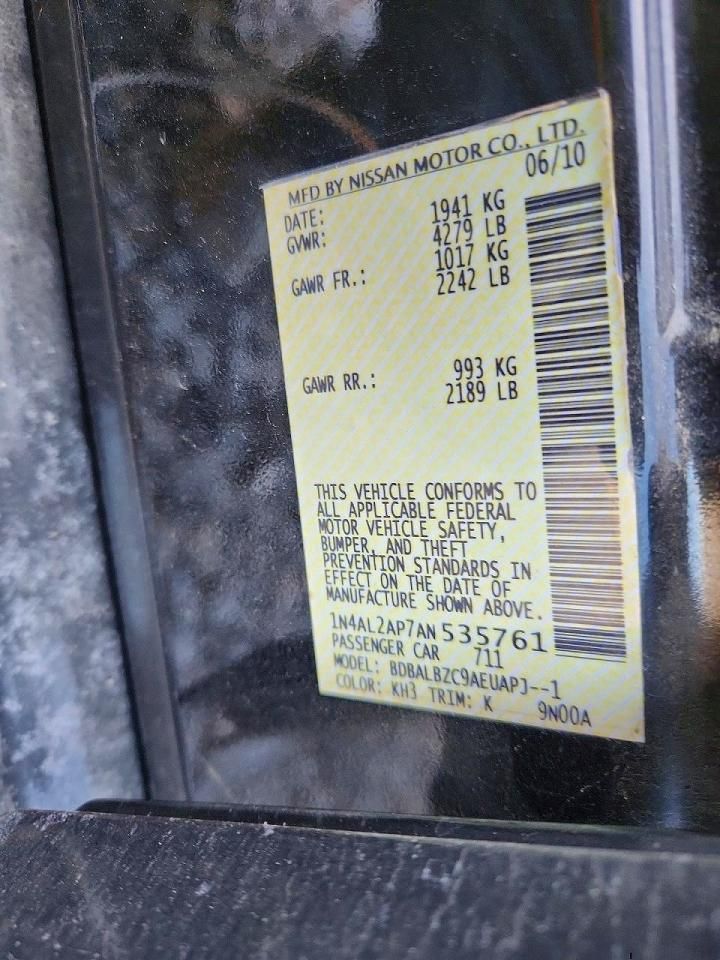 MFD BY NISSAN MOTOR CO., LTD.
DATE: 06/10
GVWR: 1941 KG
4279 LB
GAWR FR.: 1017 KG
2242 LB
GAWR RR.: 993 KG
2189 LB
THIS VEHICLE CONFORMS TO
ALL APPLICABLE FEDERAL
MOTOR VEHICLE SAFETY,
BUMPER, AND THEFT
PREVENTION STANDARDS IN
EFFECT ON THE DATE OF
MANUFACTURE SHOWN ABOVE.
1N4AL2AP7AN 535761
PASSENGER CAR 711
MODEL: BDBALBZC9AEUAPJ--1
COLOR: KH3 TRIM: K 9N00A